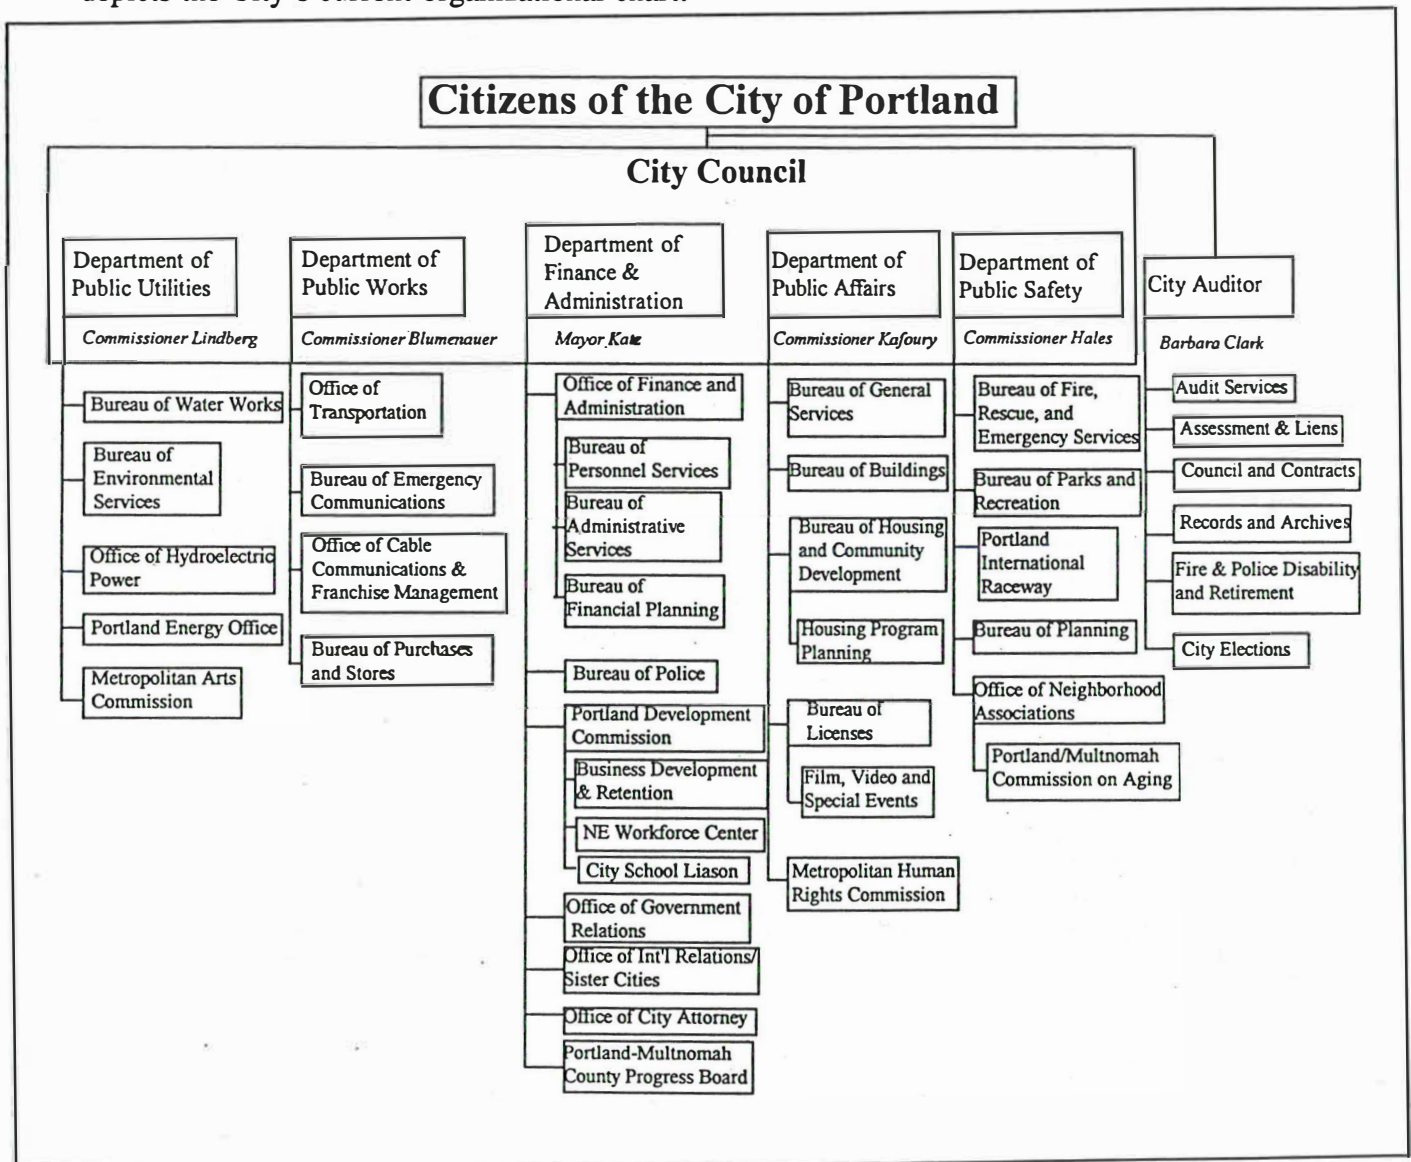 depicts the City's current organizational chart.
Citizens of the City of Portland
City Council
Department of
Public Utilities
Commissioner Lindberg
Bureau of Water Works
Bureau of
Environmental
Services
Office of Hydroelectric
Power
Portland Energy Office
Metropolitan Arts
Commission
Department of
Public Works
Commissioner Blumenauer
Office of
Transportation
Bureau of Emergency
Communications
Office of Cable
Communications &
Franchise Management
Bureau of Purchases
and Stores
Department of
Finance &
Administration
Mayor Katz
Office of Finance and
Administration
Bureau of
Personnel Services
Bureau of
Administrative
Services
Bureau of
Financial Planning
Bureau of Police
Portland Development
Commission
Business Development
& Retention
NE Workforce Center
City School Liason
Office of Government
Relations
Office of Int'l Relations/
Sister Cities
Office of City Attorney
Portland-Multnomah
County Progress Board
Department of
Public Affairs
Commissioner Kafoury
Bureau of General
Services
Bureau of Buildings
Bureau of Housing
and Community
Development
Housing Program
Planning
Bureau of
Licenses
Film, Video and
Special Events
Metropolitan Human
Rights Commission
Department of
Public Safety
Commissioner Hales
Bureau of Fire,
Rescue, and
Emergency Services
Bureau of Parks and
Recreation
Portland
International
Raceway
Bureau of Planning
Office of Neighborhood
Associations
Portland/Multnomah
Commission on Aging
City Auditor
Barbara Clark
Audit Services
Assessment & Liens
Council and Contracts
Records and Archives
Fire & Police Disability
and Retirement
City Elections